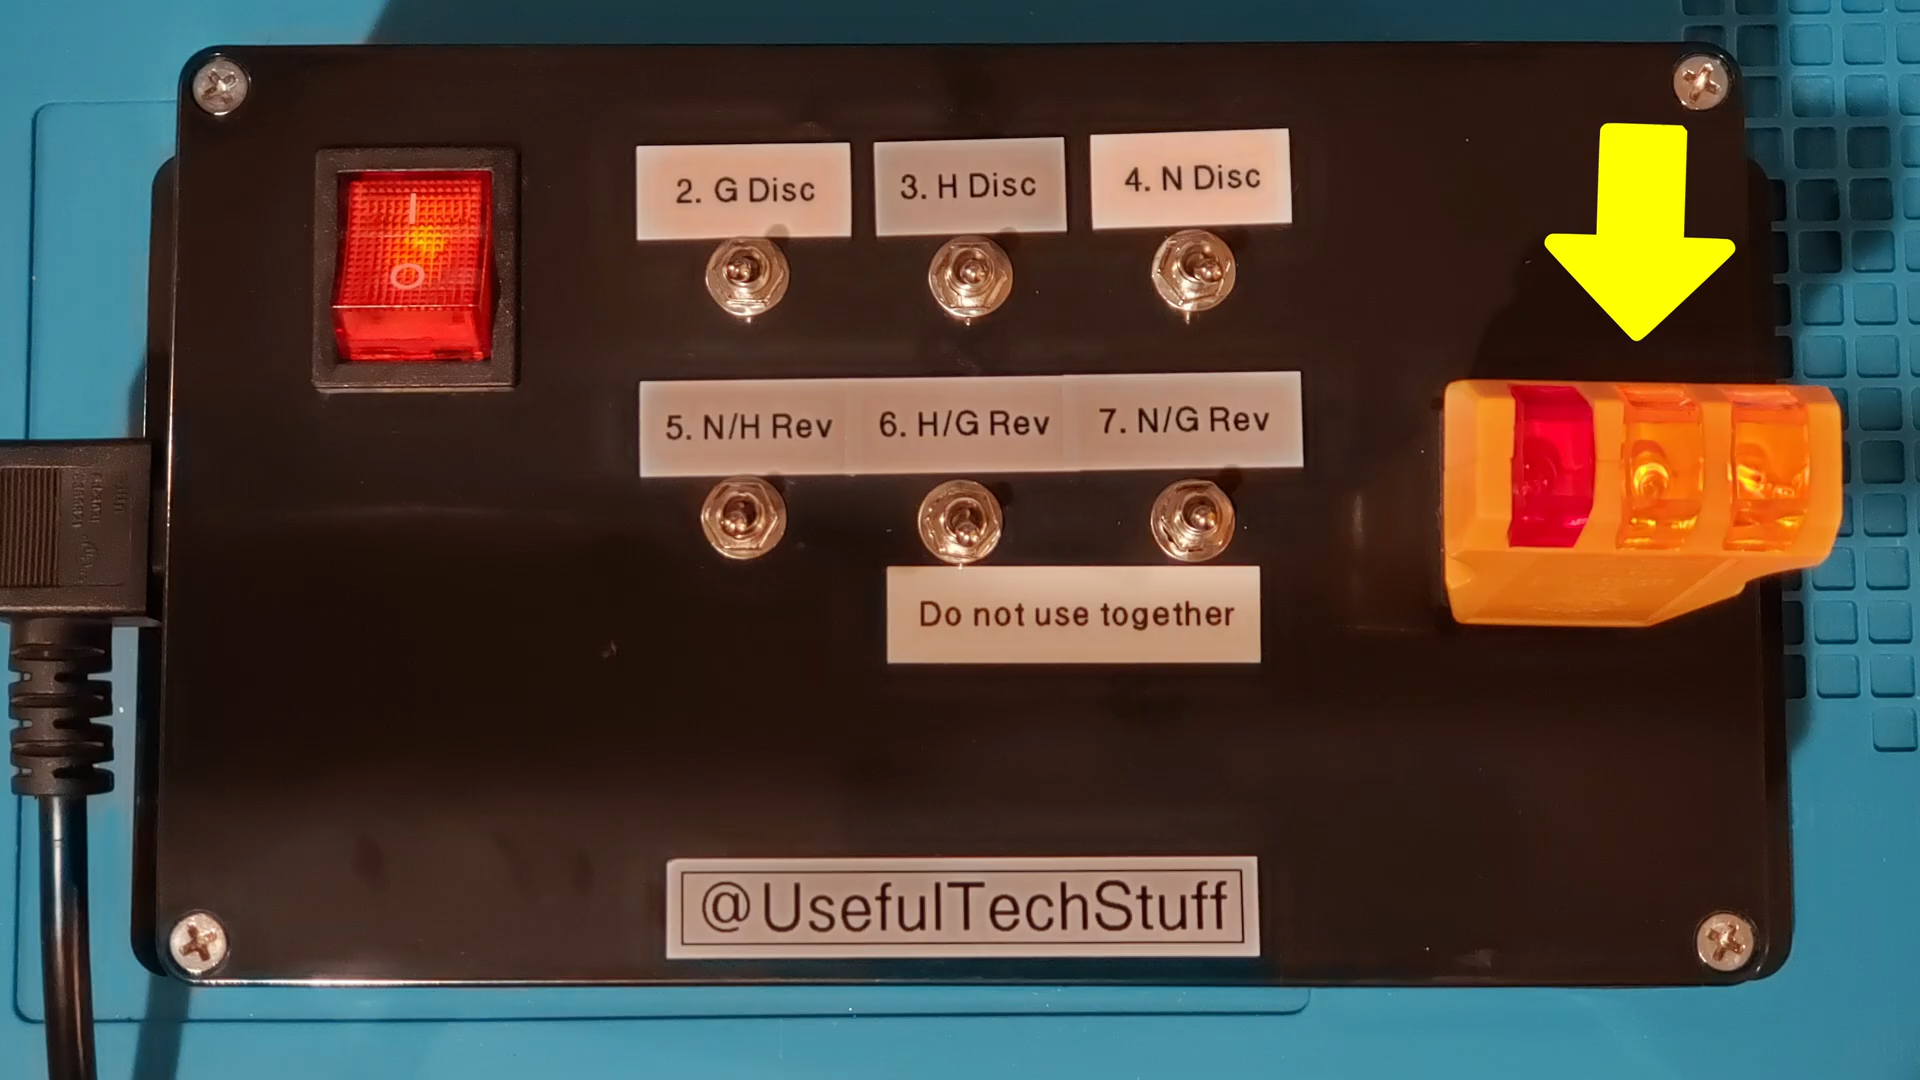 2. G Disc
3. H Disc
4. N Disc
5. N/H Rev
6. H/G Rev
7. N/G Rev
Do not use together
@UsefulTechStuff